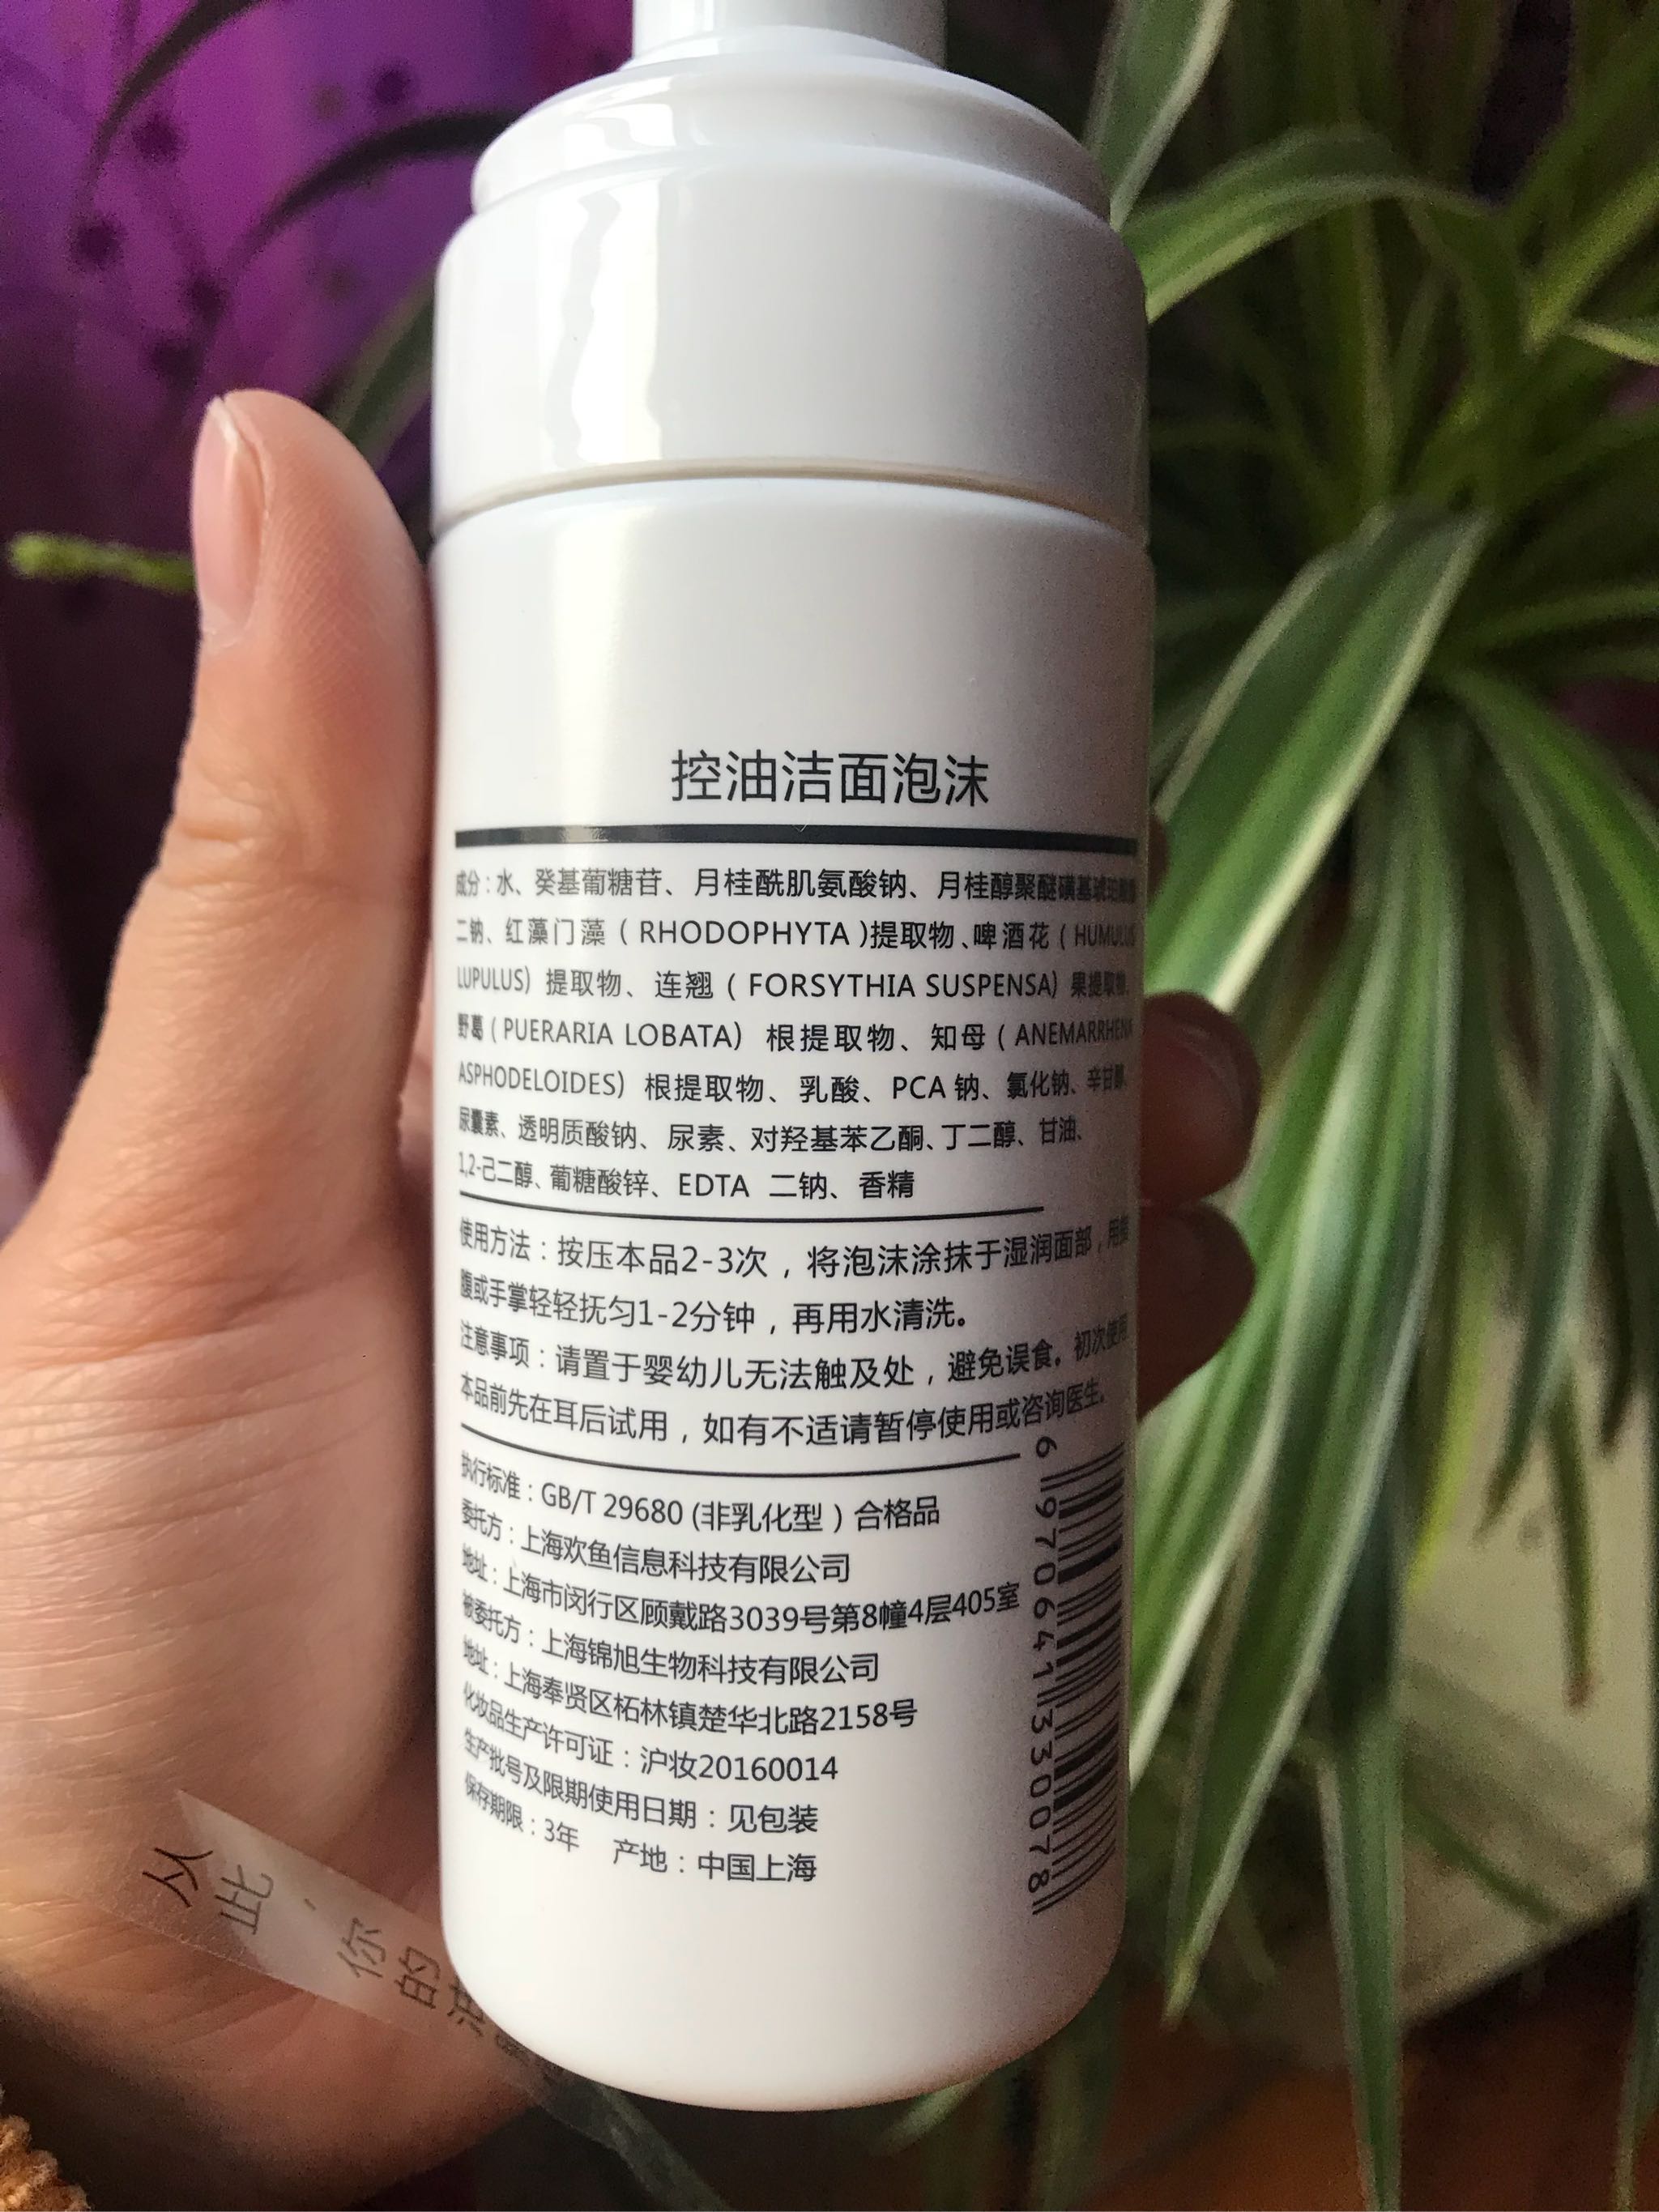 控油洁面泡沫
成分：水、癸基葡糖苷、月桂酰肌氨酸钠、月桂醇聚醚磺基琥珀酸酯
二钠、红藻门藻（RHODOPHYTA)提取物、啤酒花（HUMULUS
LUPULUS）提取物、连翘（FORSYTHIA SUSPENSA）果提取物、
野葛（PUERARIA LOBATA）根提取物、知母（ANEMARRHENA
ASPHODELOIDES）根提取物、乳酸、PCA 钠、氯化钠、辛甘醇、
尿囊素、透明质酸钠、尿素、对羟基苯乙酮、丁二醇、甘油、
1,2-己二醇、葡糖酸锌、EDTA 二钠、香精
使用方法：按压本品2-3次，将泡沫涂抹于湿润面部，用指
腹或手掌轻轻抚匀1-2分钟，再用水清洗。
注意事项：请置于婴幼儿无法触及处，避免误食。初次使用
本品前先在耳后试用，如有不适请暂停使用或咨询医生。
执行标准：GB/T 29680 (非乳化型）合格品
委托方：上海欢鱼信息科技有限公司
地址：上海市闵行区顾戴路3039号第8幢4层405室
被委托方：上海锦旭生物科技有限公司
地址：上海奉贤区柘林镇楚华北路2158号
化妆品生产许可证：沪妆20160014
生产批号及限期使用日期：见包装
保存期限：3年 产地：中国上海
6 970641 330078
从此，你的